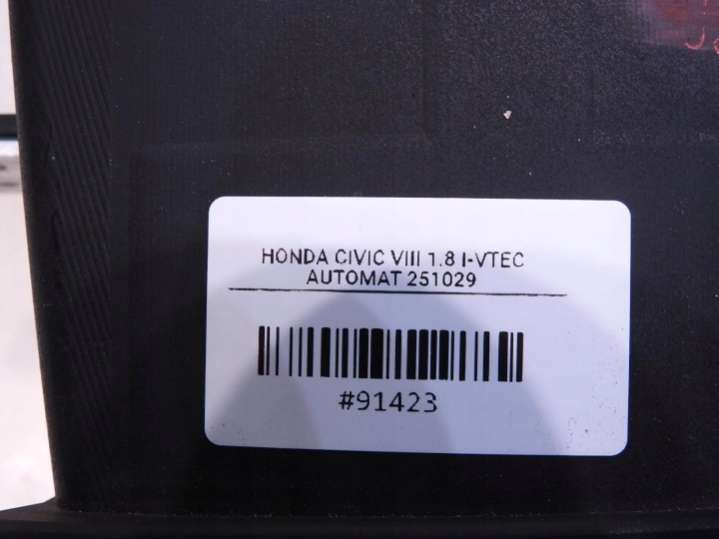 HONDA CIVIC VIII 1.8 I-VTEC
AUTOMAT 251029
#91423